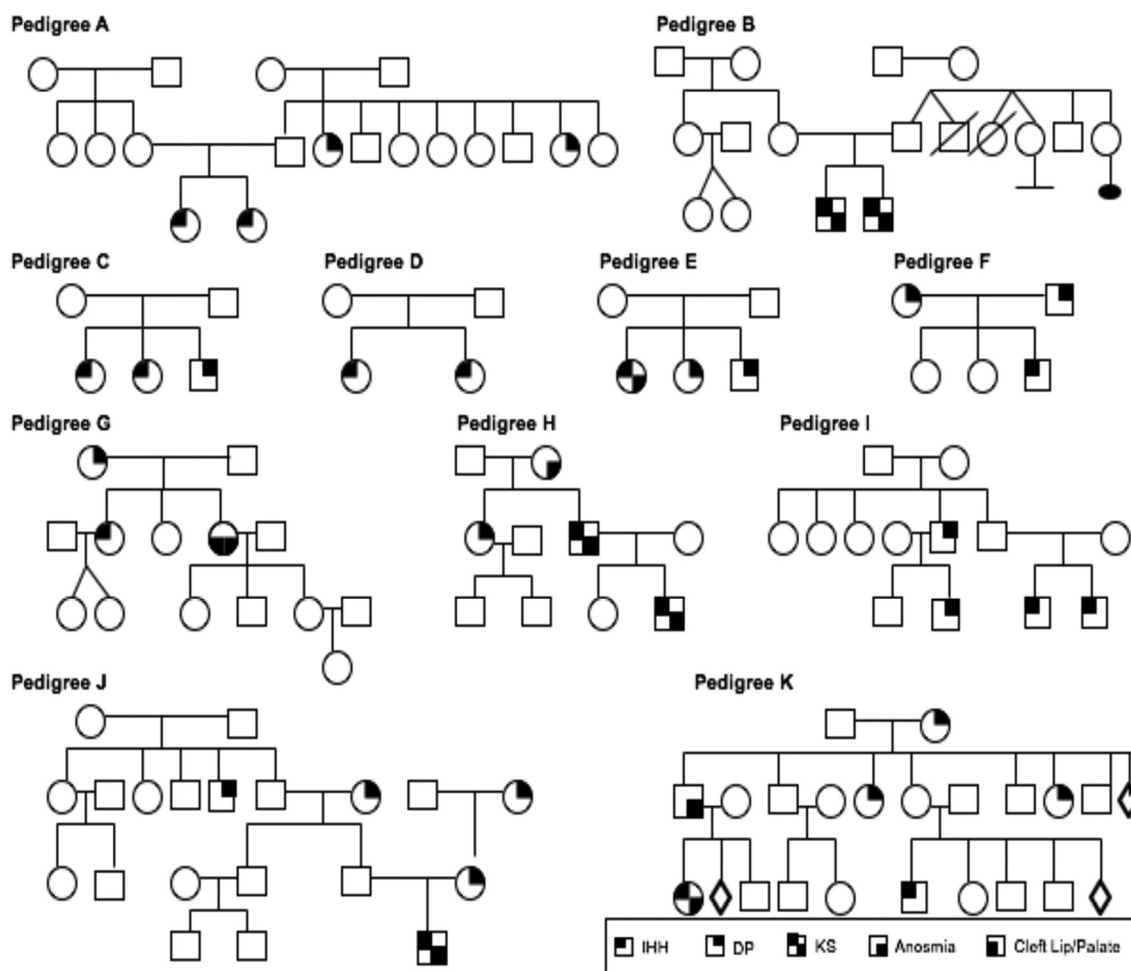 Pedigree A
Pedigree B
Pedigree C
Pedigree D
Pedigree E
Pedigree F
Pedigree G
Pedigree H
Pedigree I
Pedigree J
Pedigree K
IHH
DP
KS
Anosmia
Cleft Lip/Palate